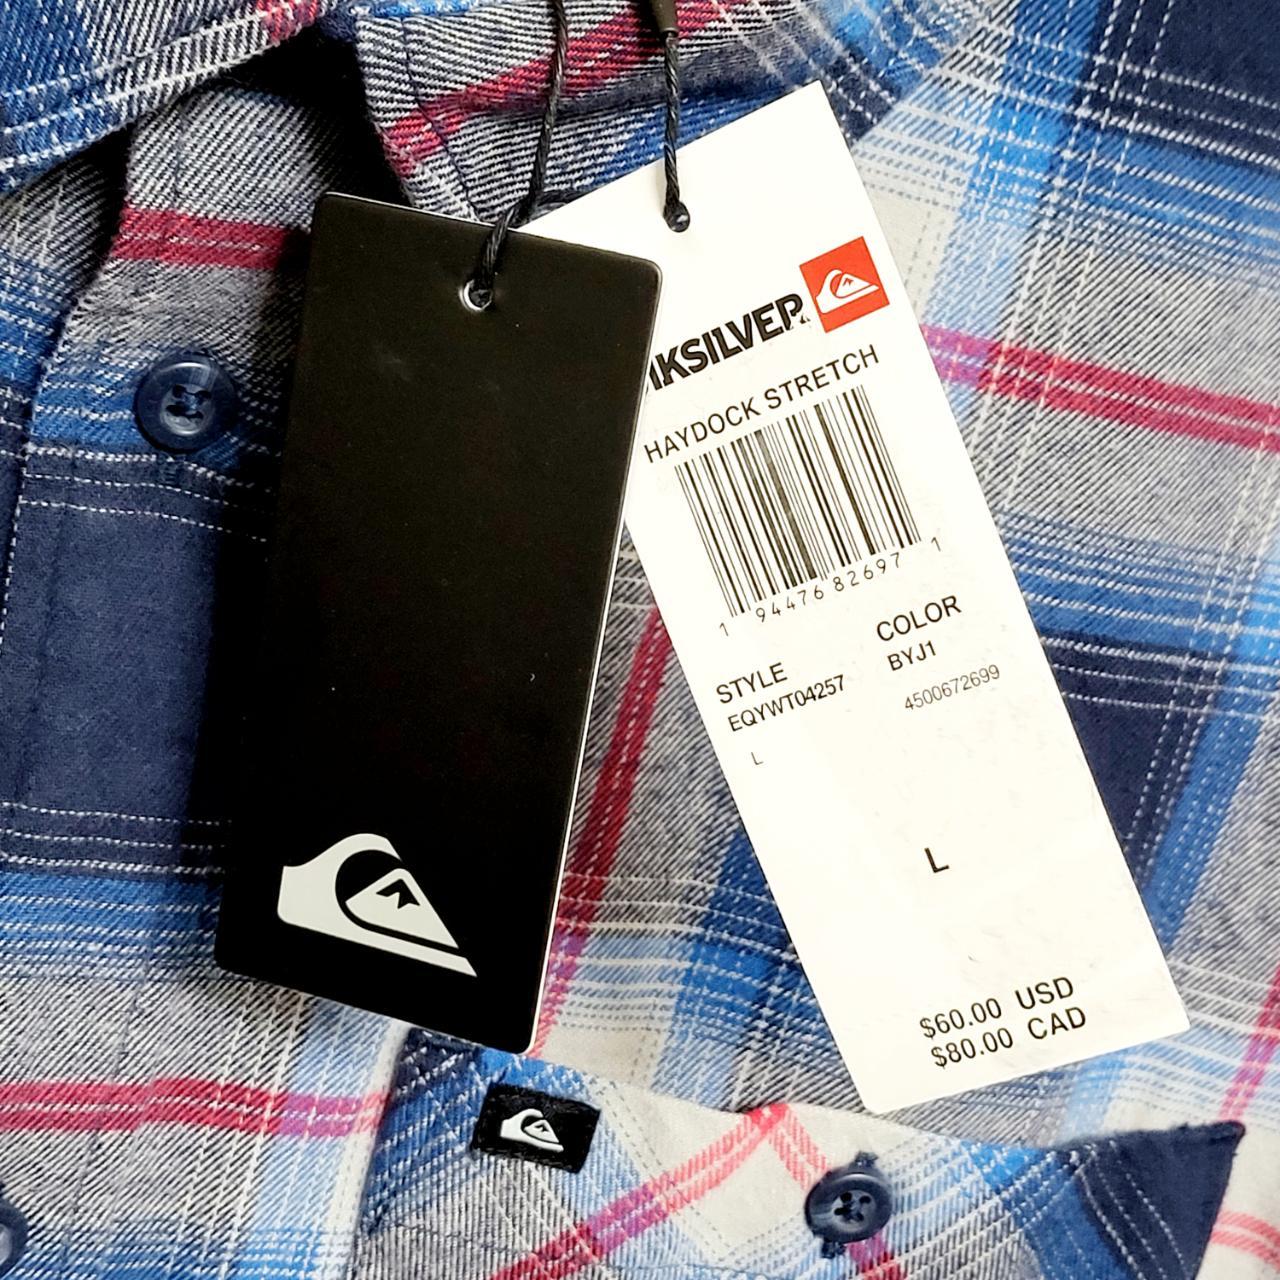 IKSILVER
HAYDOCK STRETCH
1 94476 82697 1
STYLE
EQYWT04257
L
COLOR
BYJ1
4500672699
L
$60.00 USD
$80.00 CAD